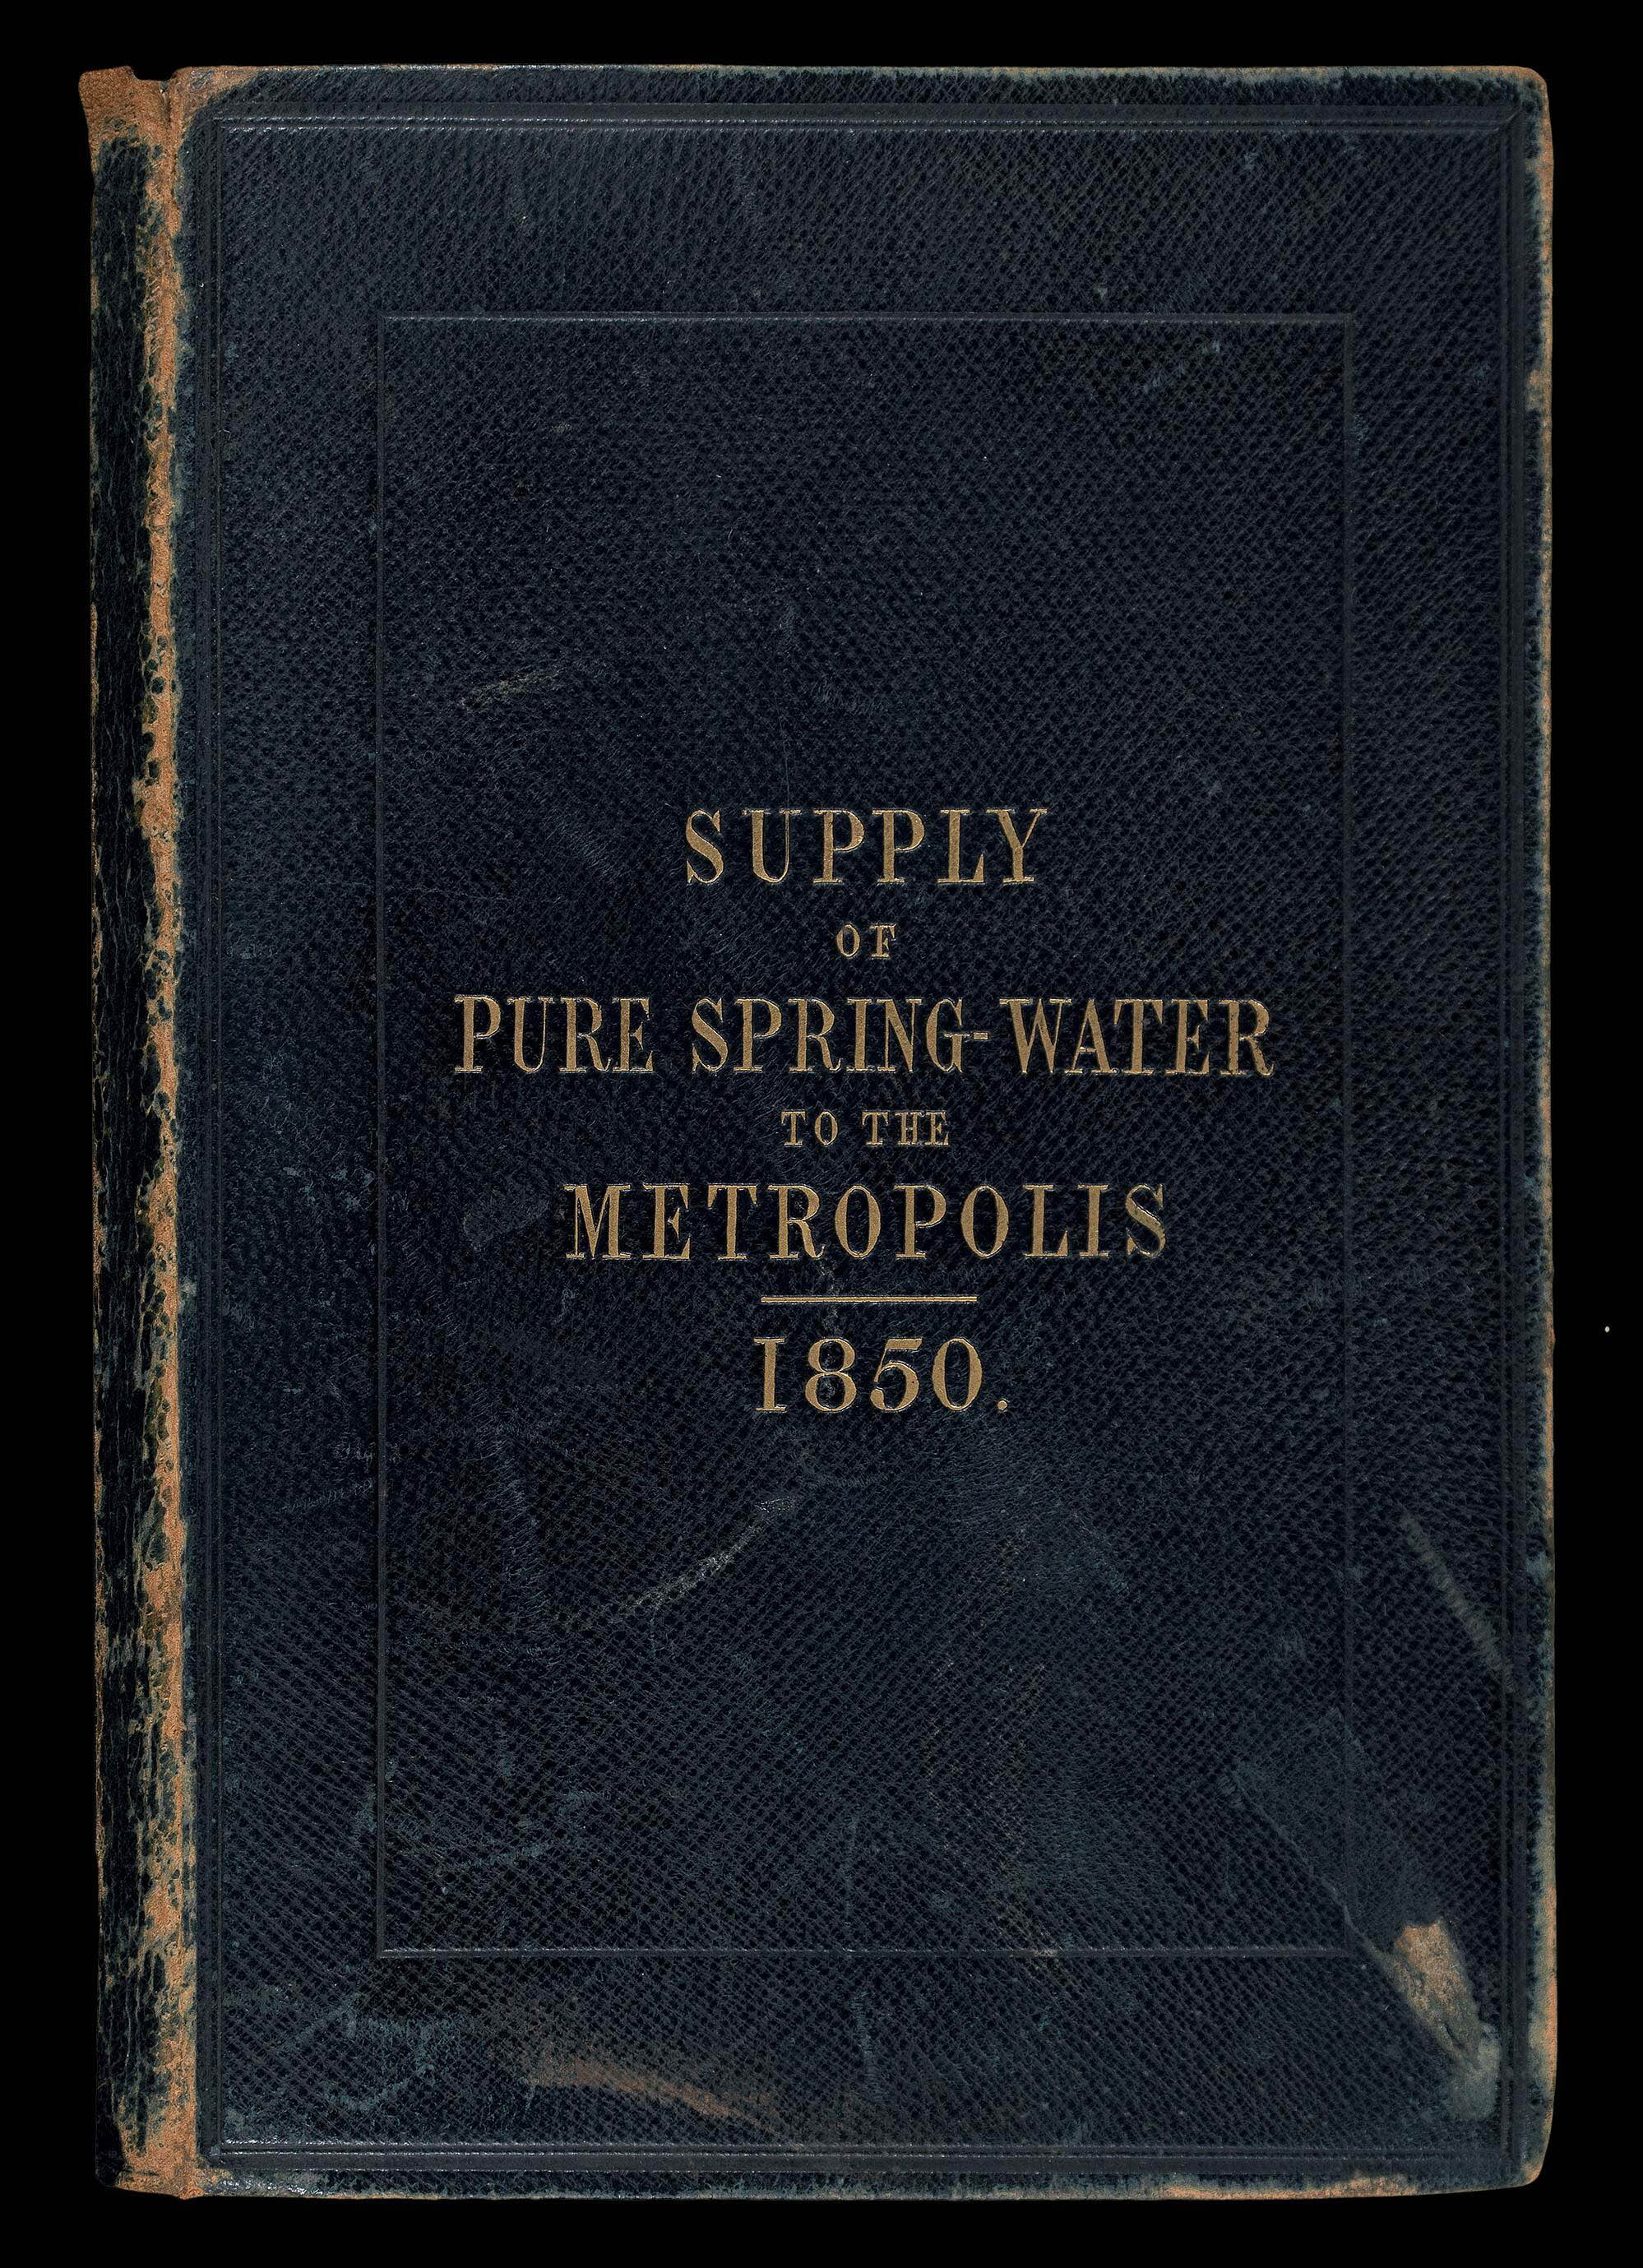 SUPPLY
OF
PURE SPRING-WATER
TO THE
METROPOLIS
1850.